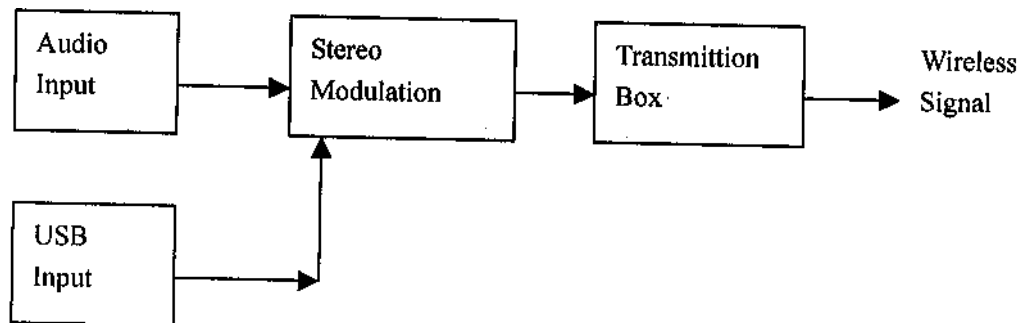 Audio
Input
Stereo
Modulation
Transmittion
Box
Wireless
Signal
USB
Input